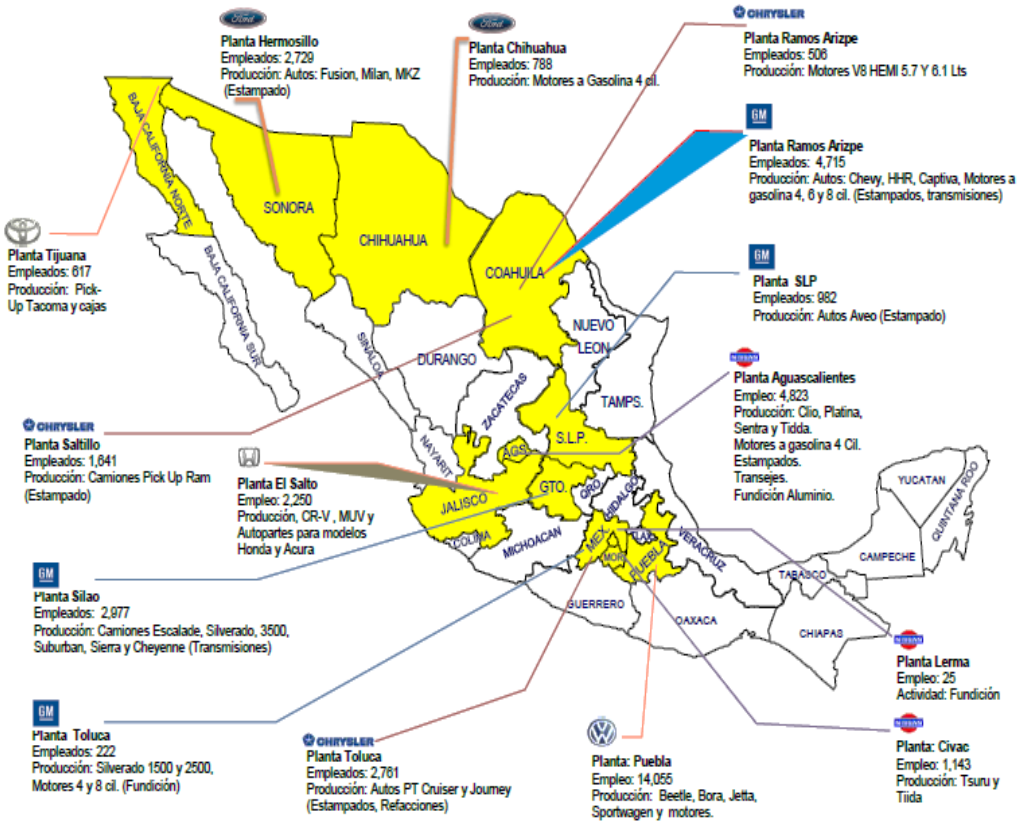 Ford
Planta Hermosillo
Empleados: 2,729
Producción: Autos: Fusion, Milan, MKZ
(Estampado)
Ford
Planta Chihuahua
Empleados: 788
Producción: Motores a Gasolina 4 cil.
CHRYSLER
Planta Ramos Arizpe
Empleados: 506
Producción: Motores V8 HEMI 5.7 Y 6.1 Lts
GM
Planta Ramos Arizpe
Empleados: 4,715
Producción: Autos: Chevy, HHR, Captiva, Motores a
gasolina 4, 6 y 8 cil. (Estampados, transmisiones)
Planta Tijuana
Empleados: 617
Producción: Pick-
Up Tacoma y cajas
GM
Planta SLP
Empleados: 982
Producción: Autos Aveo (Estampado)
NISSAN
Planta Aguascalientes
Empleo: 4,823
Producción: Clio, Platina,
Sentra y Tidda.
Motores a gasolina 4 Cil.
Estampados.
Transejes.
Fundición Aluminio.
CHRYSLER
Planta Saltillo
Empleados: 1,641
Producción: Camiones Pick Up Ram
(Estampado)
Planta El Salto
Empleo: 2,250
Producción, CR-V , MUV y
Autopartes para modelos
Honda y Acura
GM
Planta Silao
Empleados: 2,977
Producción: Camiones Escalade, Silverado, 3500,
Suburban, Sierra y Cheyenne (Transmisiones)
GM
Planta Toluca
Empleados: 222
Producción: Silverado 1500 y 2500,
Motores 4 y 8 cil. (Fundición)
CHRYSLER
Planta Toluca
Empleados: 2,761
Producción: Autos PT Cruiser y Journey
(Estampados, Refacciones)
Planta: Puebla
Empleo: 14,055
Producción: Beetle, Bora, Jetta,
Sportwagen y motores.
NISSAN
Planta Lerma
Empleo: 25
Actividad: Fundición
NISSAN
Planta: Civac
Empleo: 1,143
Producción: Tsuru y
Tiida
BAJA CALIFORNIA NORTE
BAJA CALIFORNIA SUR
SONORA
CHIHUAHUA
COAHUILA
NUEVO
LEON
TAMPS.
SINALOA
DURANGO
ZACATECAS
NAYARIT
S.L.P.
AGS.
JALISCO
GTO.
QRO
HIDALGO
COLIMA
MICHOACAN
MEX.
MOR
PUEBLA
VERACRUZ
GUERRERO
OAXACA
TABASCO
CHIAPAS
CAMPECHE
YUCATAN
QUINTANA ROO